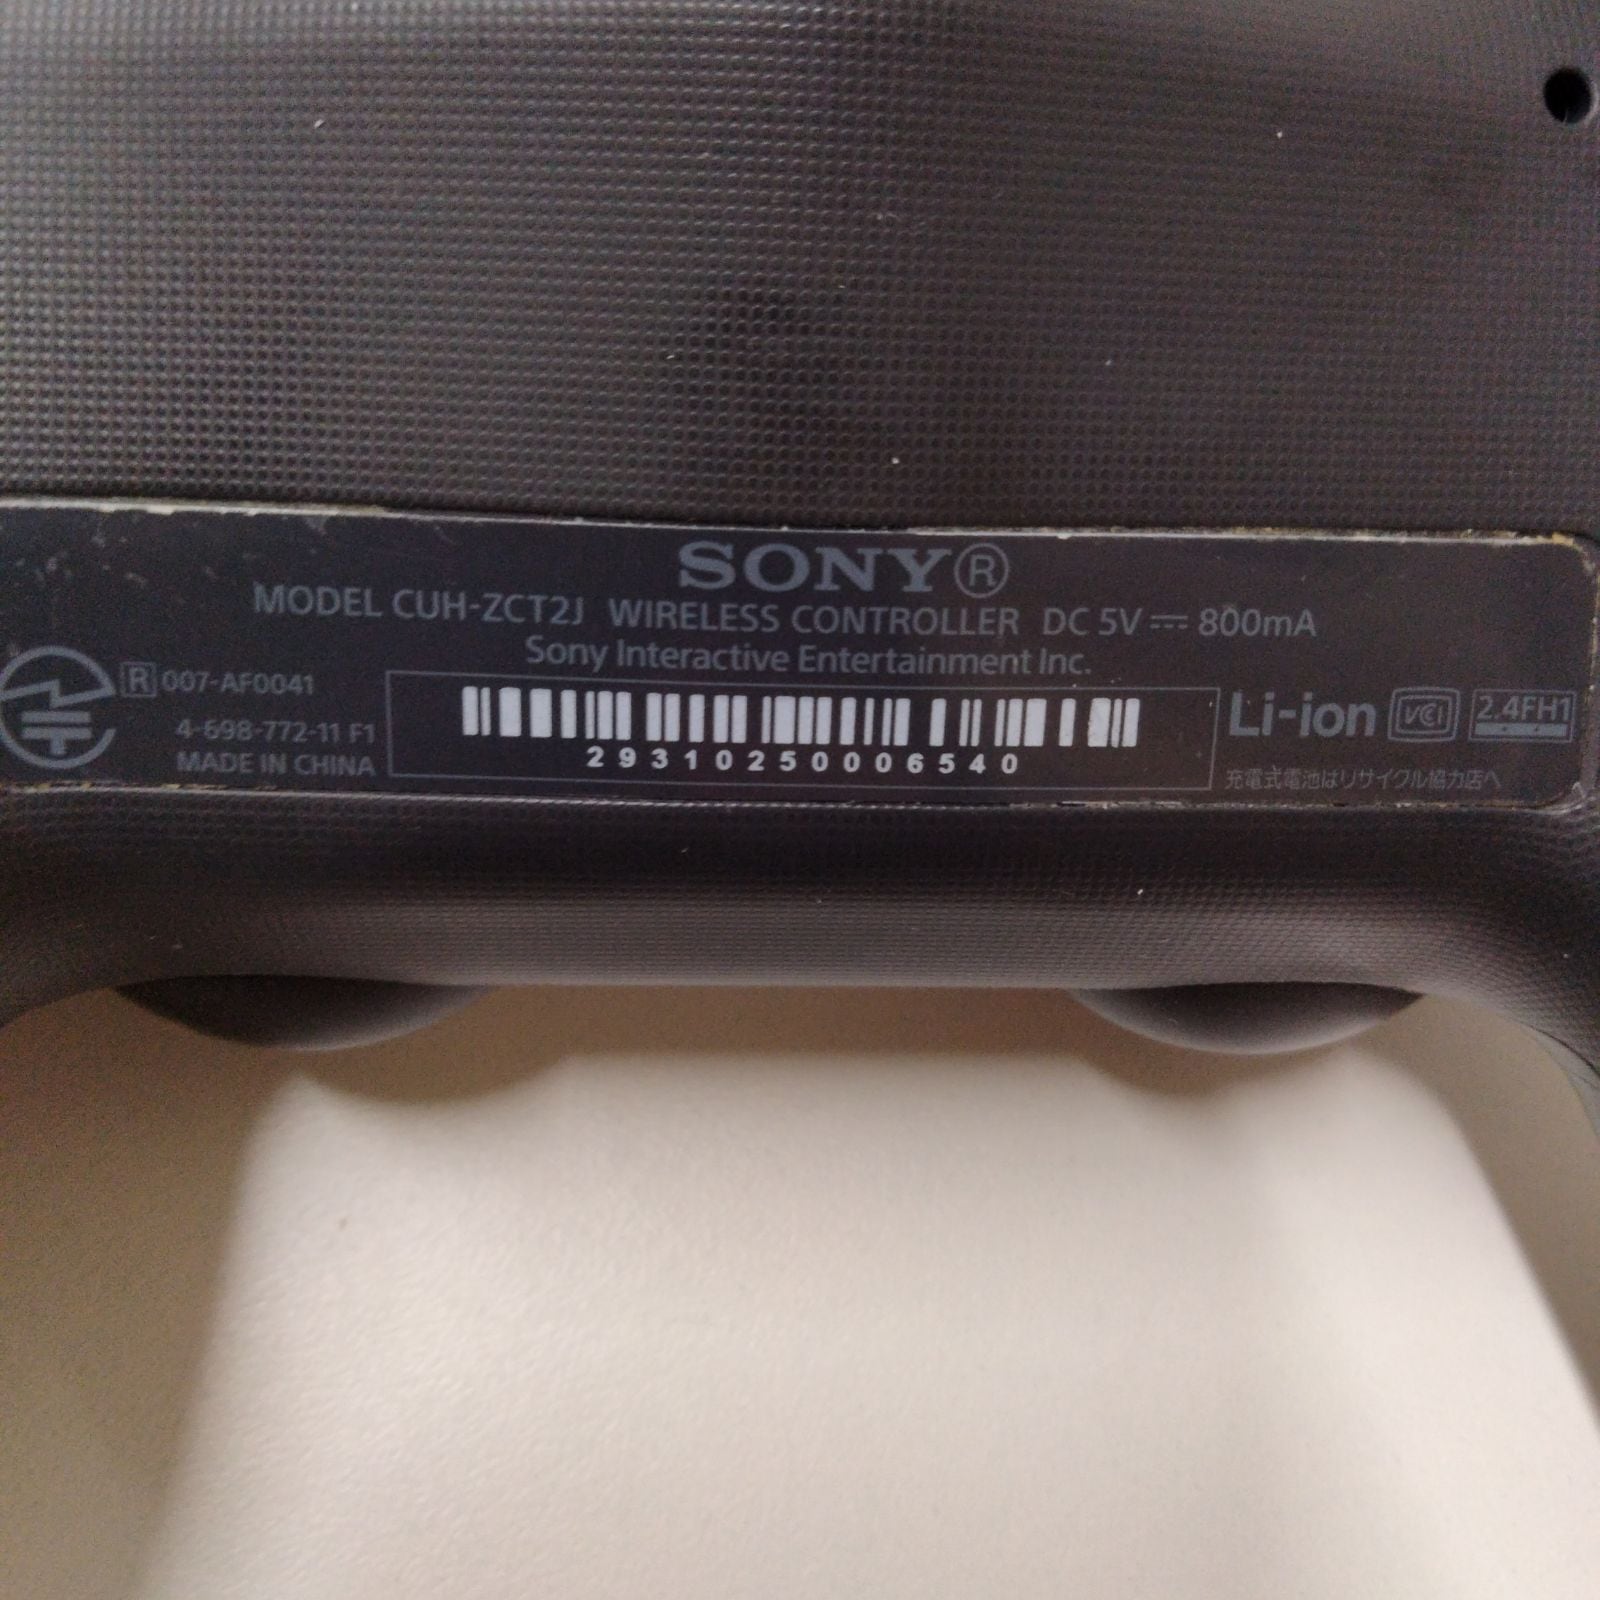 SONY®
MODEL CUH-ZCT2J WIRELESS CONTROLLER DC 5V ⎓ 800mA
Sony Interactive Entertainment Inc.
R 007-AF0041
4-698-772-11 F1
MADE IN CHINA
29310250006540
Li-ion VCI 2.4FH1
充電式電池はリサイクル協力店へ